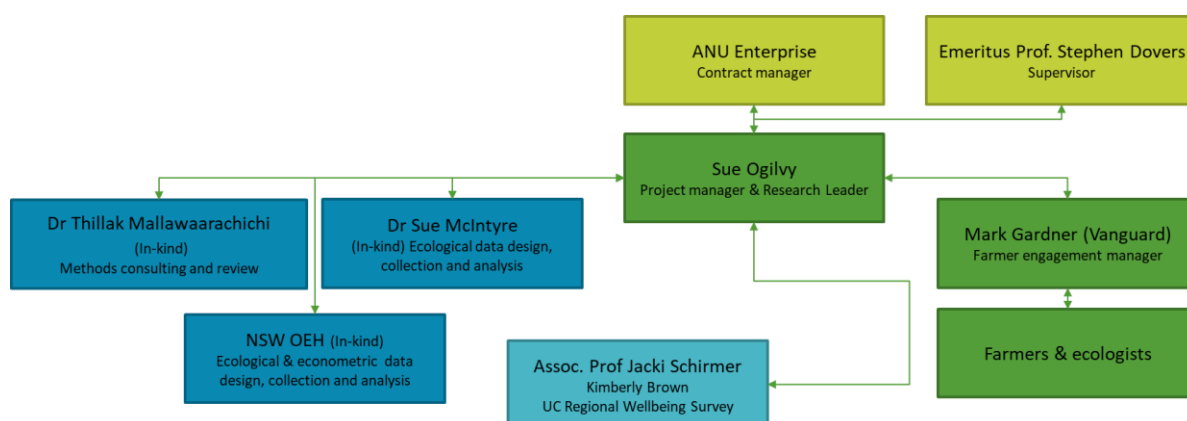 ANU Enterprise
Contract manager
Emeritus Prof. Stephen Dovers
Supervisor
Sue Ogilvy
Project manager & Research Leader
Dr Thillak Mallawaarachichi
(In-kind)
Methods consulting and review
Dr Sue McIntyre
(In-kind) Ecological data design,
collection and analysis
Mark Gardner (Vanguard)
Farmer engagement manager
NSW OEH (In-kind)
Ecological & econometric data
design, collection and analysis
Assoc. Prof Jacki Schirmer
Kimberly Brown
UC Regional Wellbeing Survey
Farmers & ecologists